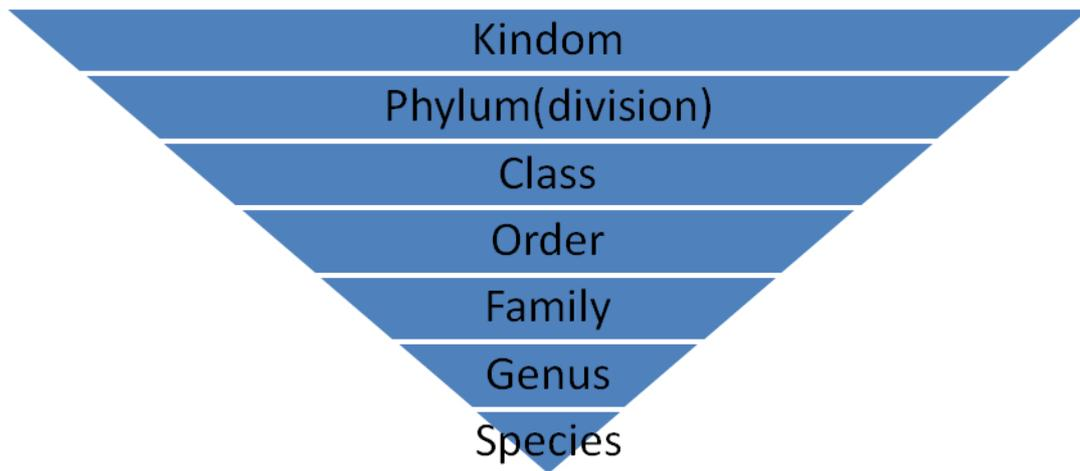 Kindom
Phylum(division)
Class
Order
Family
Genus
Species